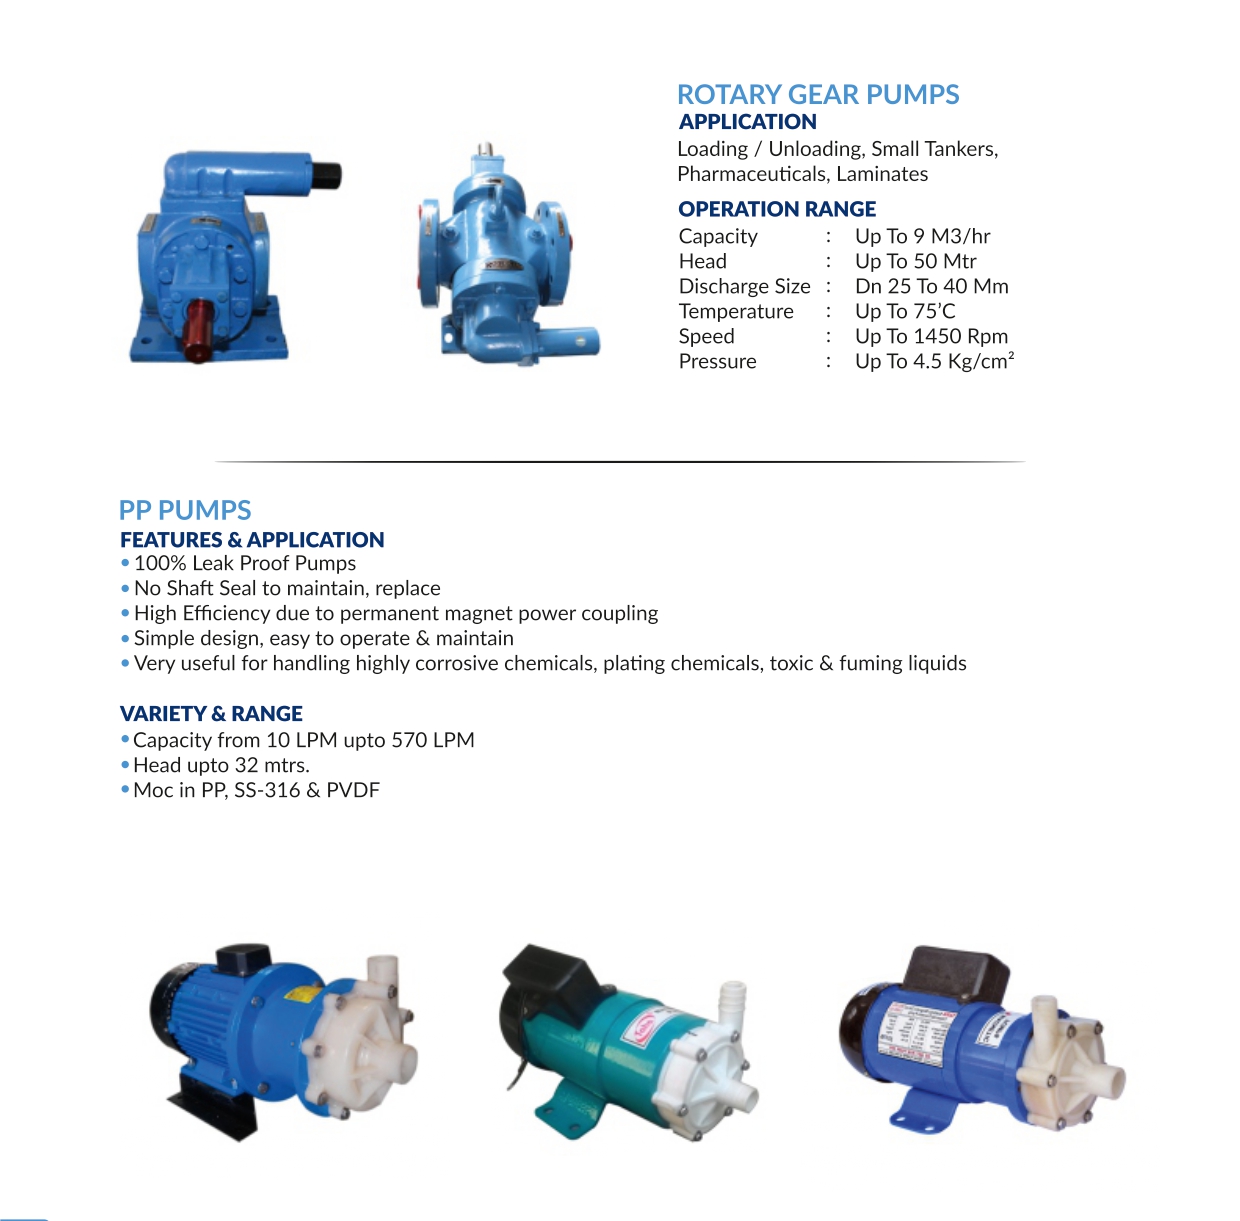 ROTARY GEAR PUMPS
APPLICATION
Loading / Unloading, Small Tankers,
Pharmaceuticals, Laminates
OPERATION RANGE
Capacity : Up To 9 M3/hr
Head : Up To 50 Mtr
Discharge Size : Dn 25 To 40 Mm
Temperature : Up To 75'C
Speed : Up To 1450 Rpm
Pressure : Up To 4.5 Kg/cm²
PP PUMPS
FEATURES & APPLICATION
• 100% Leak Proof Pumps
• No Shaft Seal to maintain, replace
• High Efficiency due to permanent magnet power coupling
• Simple design, easy to operate & maintain
• Very useful for handling highly corrosive chemicals, plating chemicals, toxic & fuming liquids
VARIETY & RANGE
• Capacity from 10 LPM upto 570 LPM
• Head upto 32 mtrs.
• Moc in PP, SS-316 & PVDF